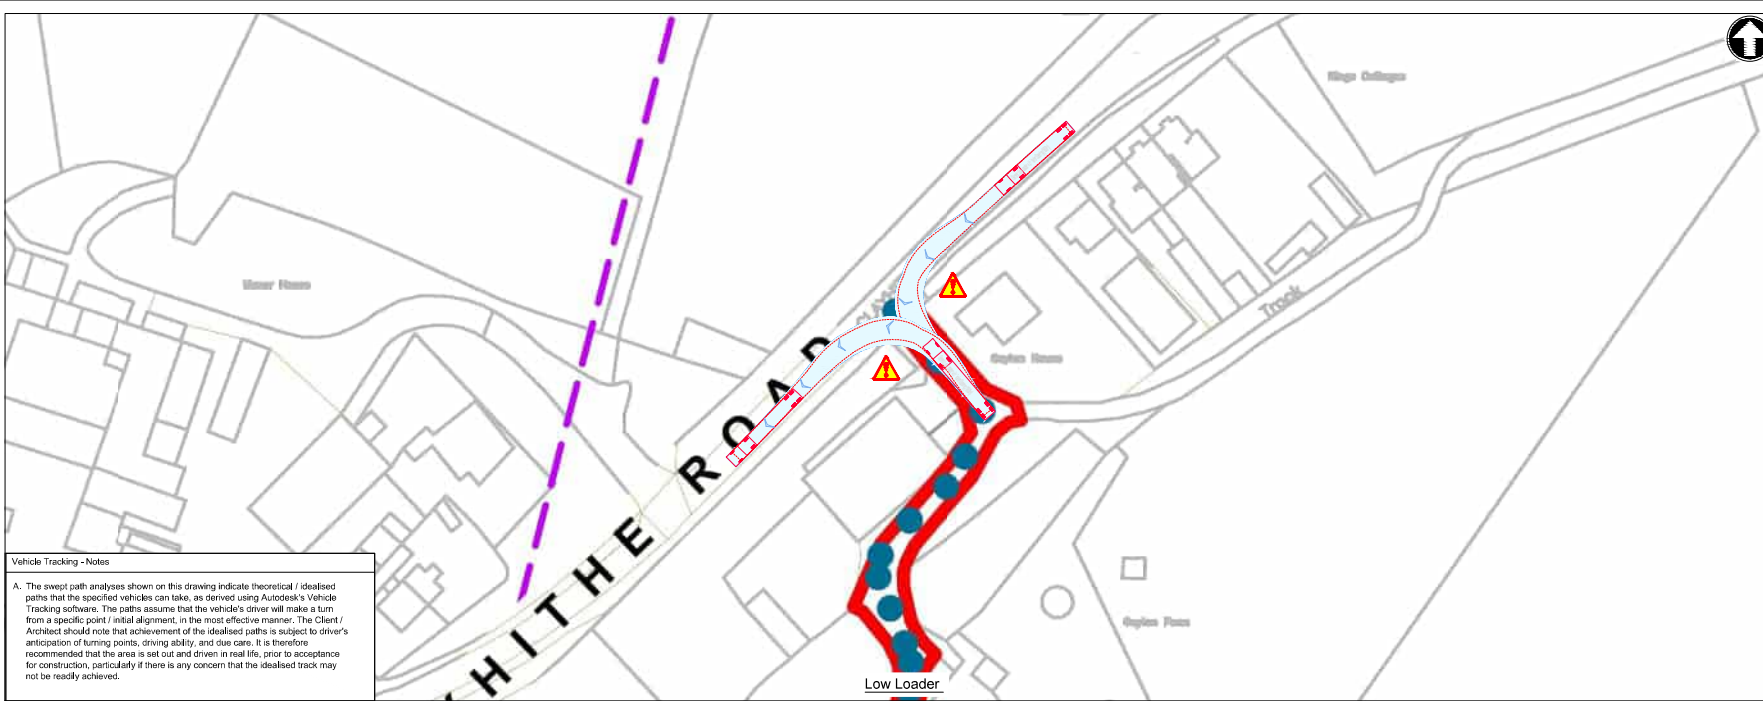 Track
ROAD
HITHE
Low Loader
Vehicle Tracking - Notes
A. The swept path analyses shown on this drawing indicate theoretical / idealised
paths that the specified vehicles can take, as derived using Autodesk's Vehicle
Tracking software. The paths assume that the vehicle's driver will make a turn
from a specific point / initial alignment, in the most effective manner. The Client /
Architect should note that achievement of the idealised paths is subject to driver's
anticipation of turning points, driving ability, and due care. It is therefore
recommended that the area is set out and driven in real life, prior to acceptance
for construction, particularly if there is any concern that the idealised track may
not be readily achieved.